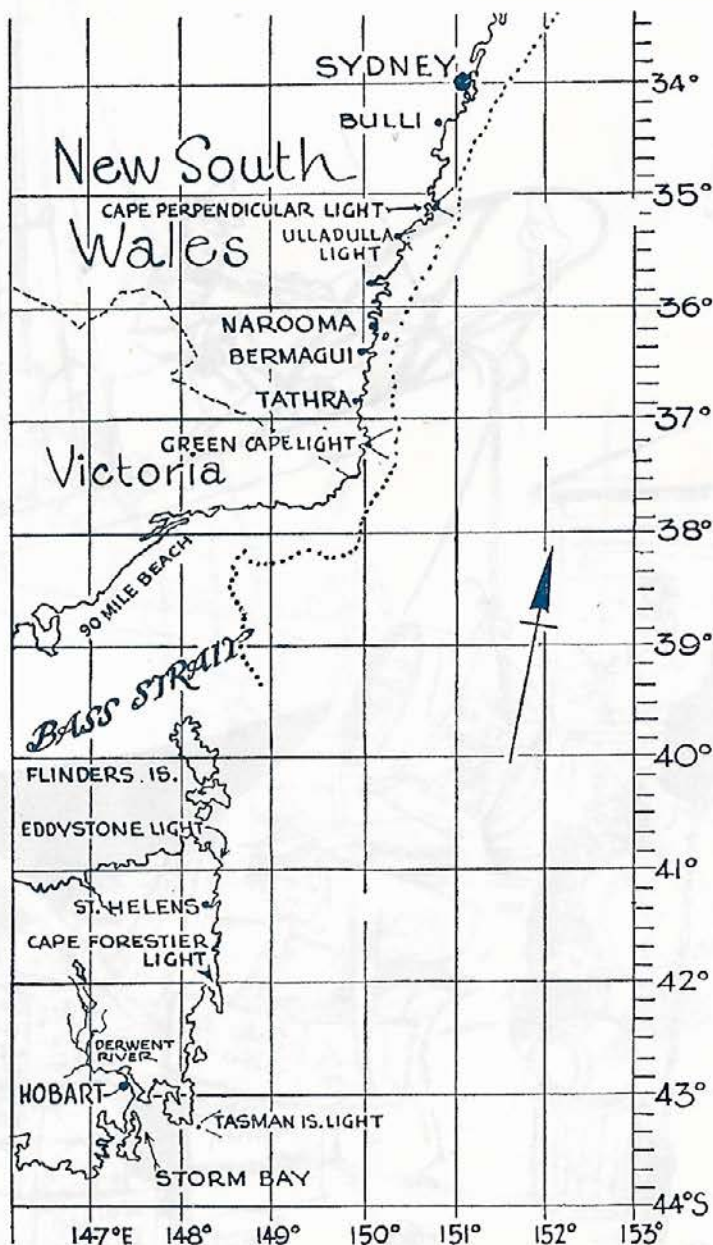 SYDNEY
34°
BULLI
New South
35°
CAPE PERPENDICULAR LIGHT
ULLADULLA
LIGHT
Wales
36°
NAROOMA
BERMAGUI
TATHRA
37°
GREEN CAPE LIGHT
Victoria
38°
90 MILE BEACH
39°
BASS STRAIT
40°
FLINDERS IS.
EDDYSTONE LIGHT
41°
ST. HELENS
CAPE FORESTIER
LIGHT
42°
DERWENT
RIVER
HOBART
43°
TASMAN IS. LIGHT
STORM BAY
44°S
147°E 148° 149° 150° 151° 152° 153°